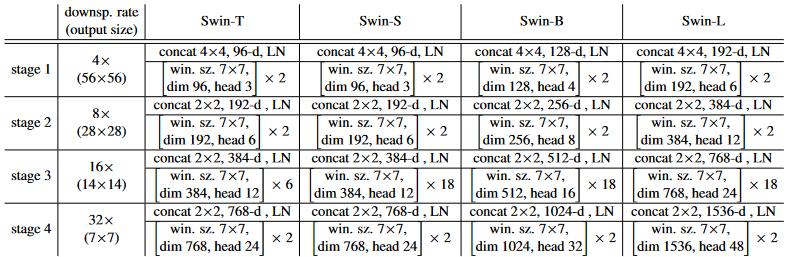 downsp. rate (output size) Swin-T Swin-S Swin-B Swin-L
concat 4×4, 96-d, LN concat 4×4, 96-d, LN concat 4×4, 128-d, LN concat 4×4, 192-d, LN
stage 1 4× (56×56) [win. sz. 7×7, dim 96, head 3] × 2 [win. sz. 7×7, dim 96, head 3] × 2 [win. sz. 7×7, dim 128, head 4] × 2 [win. sz. 7×7, dim 192, head 6] × 2
concat 2×2, 192-d , LN concat 2×2, 192-d , LN concat 2×2, 256-d , LN concat 2×2, 384-d , LN
stage 2 8× (28×28) [win. sz. 7×7, dim 192, head 6] × 2 [win. sz. 7×7, dim 192, head 6] × 2 [win. sz. 7×7, dim 256, head 8] × 2 [win. sz. 7×7, dim 384, head 12] × 2
concat 2×2, 384-d , LN concat 2×2, 384-d , LN concat 2×2, 512-d , LN concat 2×2, 768-d , LN
stage 3 16× (14×14) [win. sz. 7×7, dim 384, head 12] × 6 [win. sz. 7×7, dim 384, head 12] × 18 [win. sz. 7×7, dim 512, head 16] × 18 [win. sz. 7×7, dim 768, head 24] × 18
concat 2×2, 768-d , LN concat 2×2, 768-d , LN concat 2×2, 1024-d , LN concat 2×2, 1536-d , LN
stage 4 32× (7×7) [win. sz. 7×7, dim 768, head 24] × 2 [win. sz. 7×7, dim 768, head 24] × 2 [win. sz. 7×7, dim 1024, head 32] × 2 [win. sz. 7×7, dim 1536, head 48] × 2